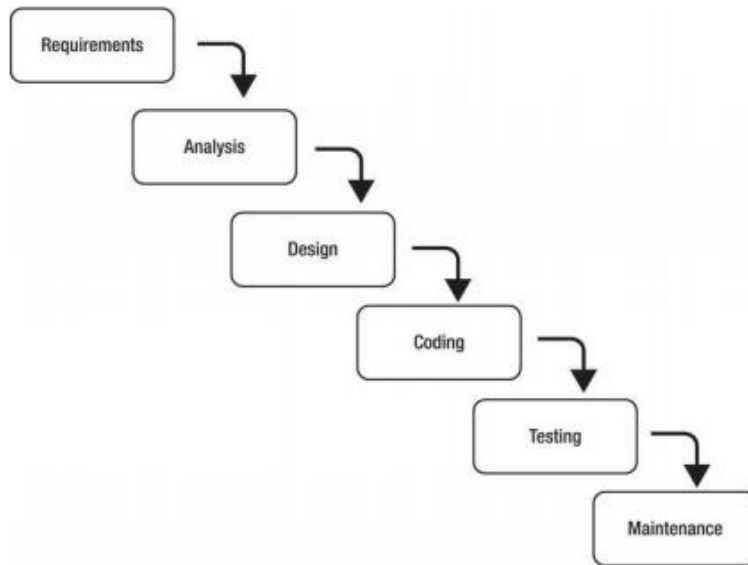 Requirements
Analysis
Design
Coding
Testing
Maintenance